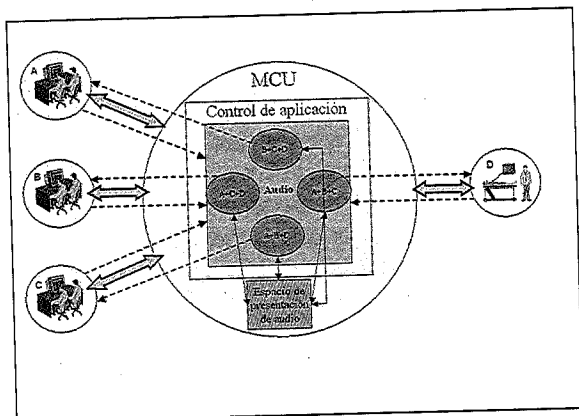 MCU
Control de aplicación
A
B
C
D
B+C+D
Audio
A+B+C
Espacio de
presentación
de audio